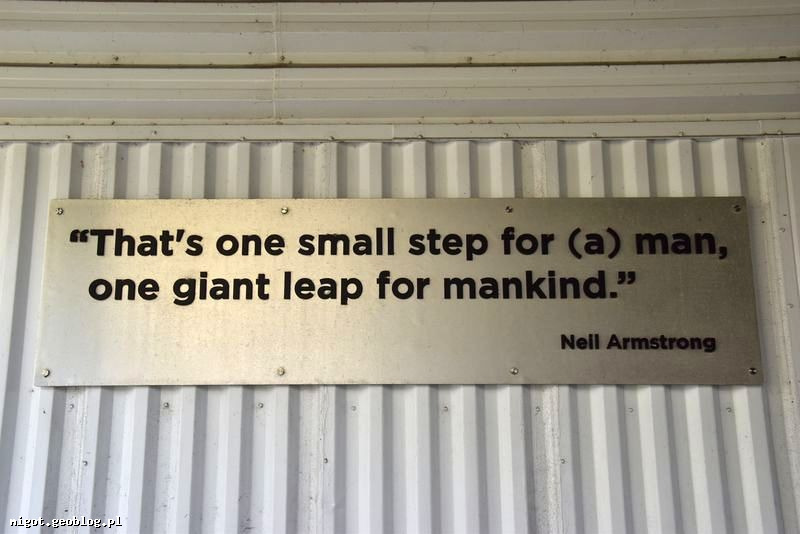 “That's one small step for (a) man,
one giant leap for mankind.”
Neil Armstrong
migot.geoblog.pl